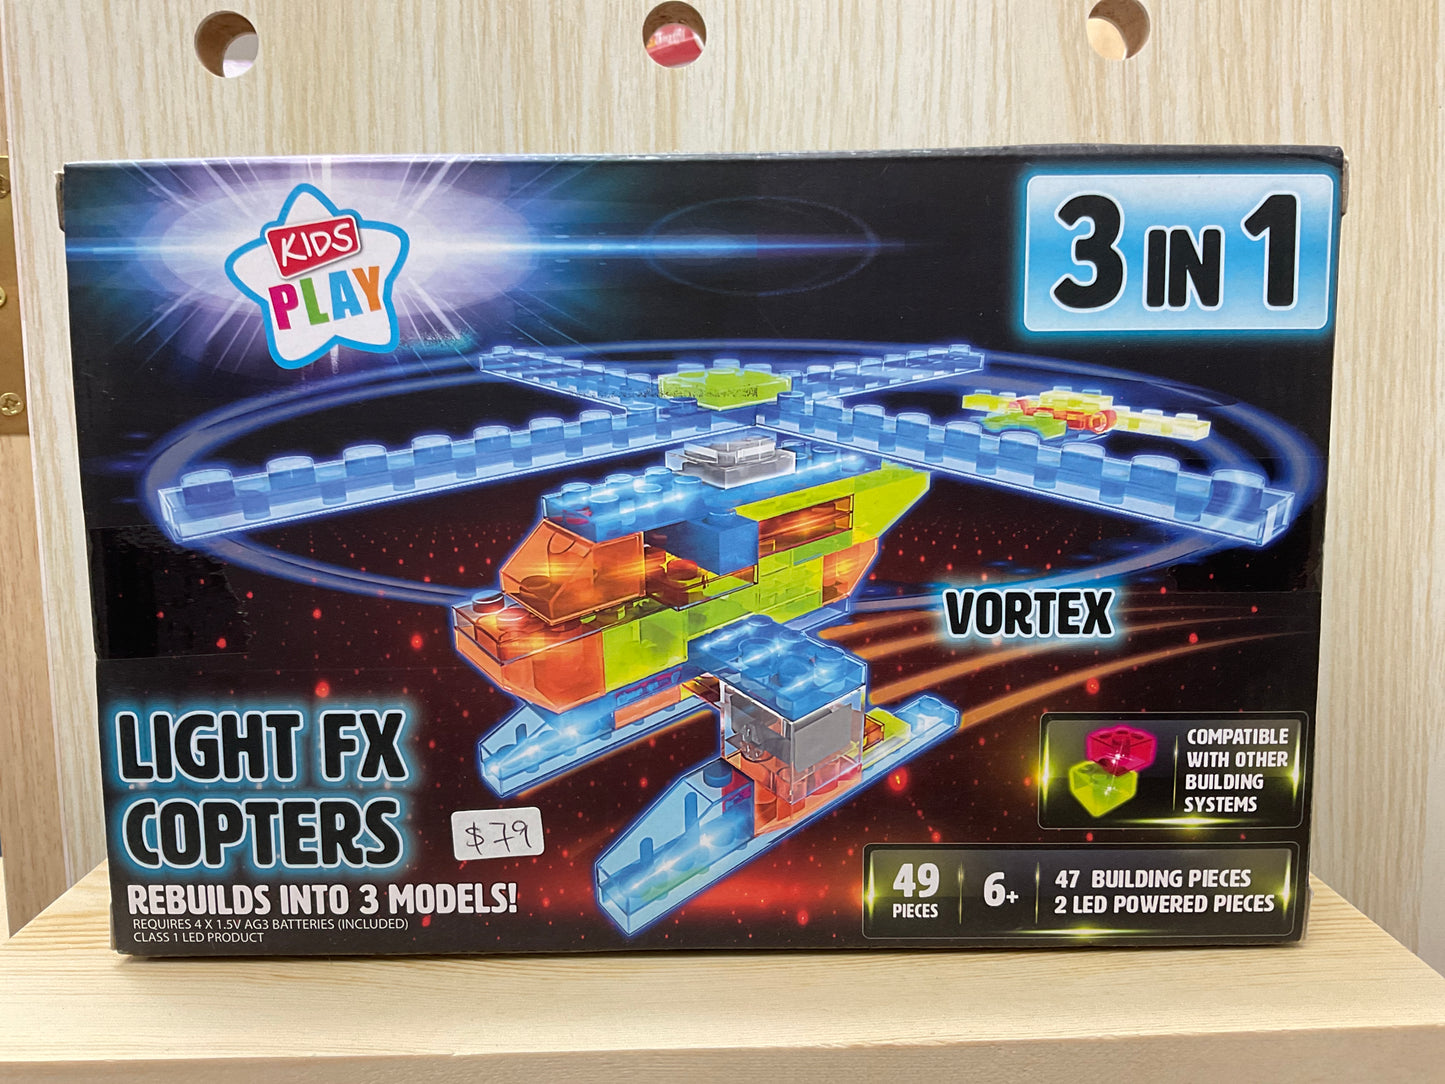 KIDS
PLAY
3 IN 1
VORTEX
LIGHT FX
COPTERS
$79
REBUILDS INTO 3 MODELS!
REQUIRES 4 X 1.5V AG3 BATTERIES (INCLUDED)
CLASS 1 LED PRODUCT
COMPATIBLE
WITH OTHER
BUILDING
SYSTEMS
49
PIECES
6+
47 BUILDING PIECES
2 LED POWERED PIECES